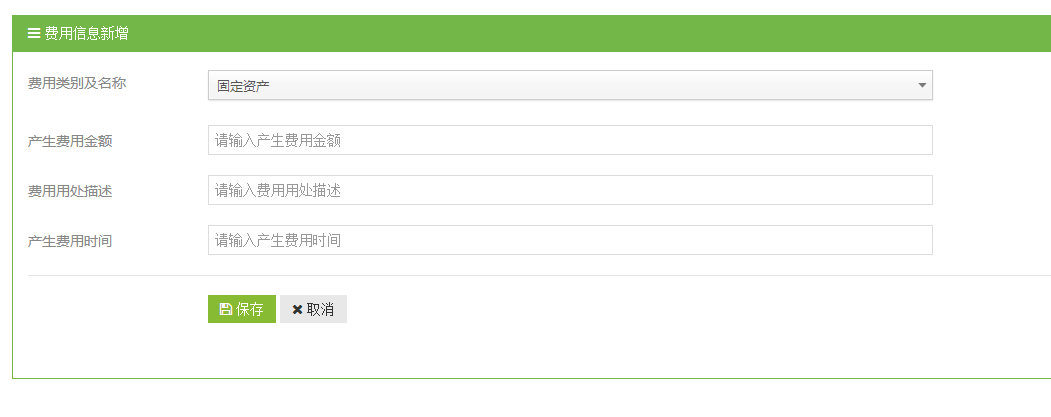 费用信息新增
费用类别及名称
固定资产
产生费用金额
请输入产生费用金额
费用用处描述
请输入费用用处描述
产生费用时间
请输入产生费用时间
保存 取消